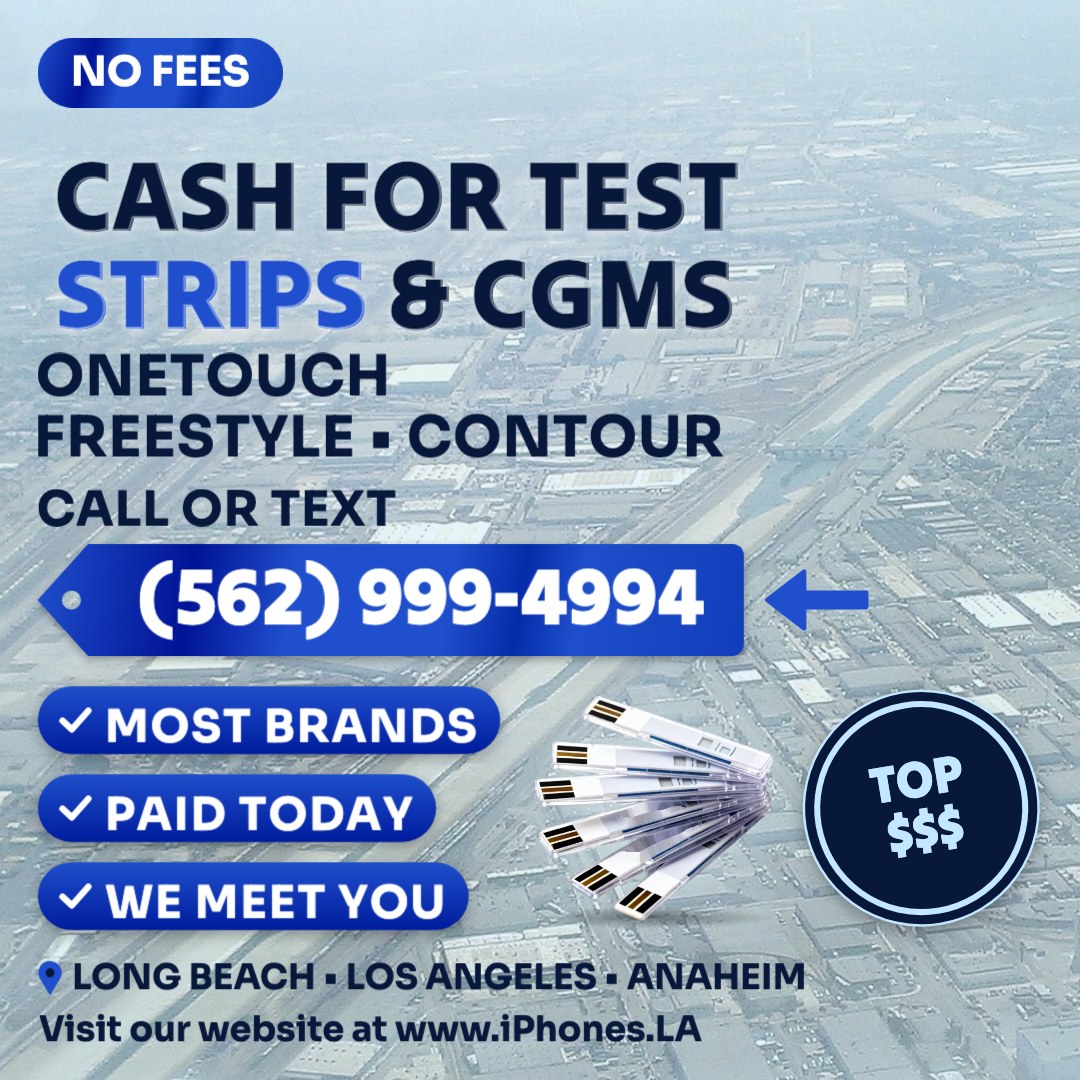 NO FEES
CASH FOR TEST
STRIPS & CGMS
ONETOUCH
FREESTYLE ▪ CONTOUR
CALL OR TEXT
(562) 999-4994
MOST BRANDS
PAID TODAY
WE MEET YOU
TOP
$$$
LONG BEACH ▪ LOS ANGELES ▪ ANAHEIM
Visit our website at www.iPhones.LA